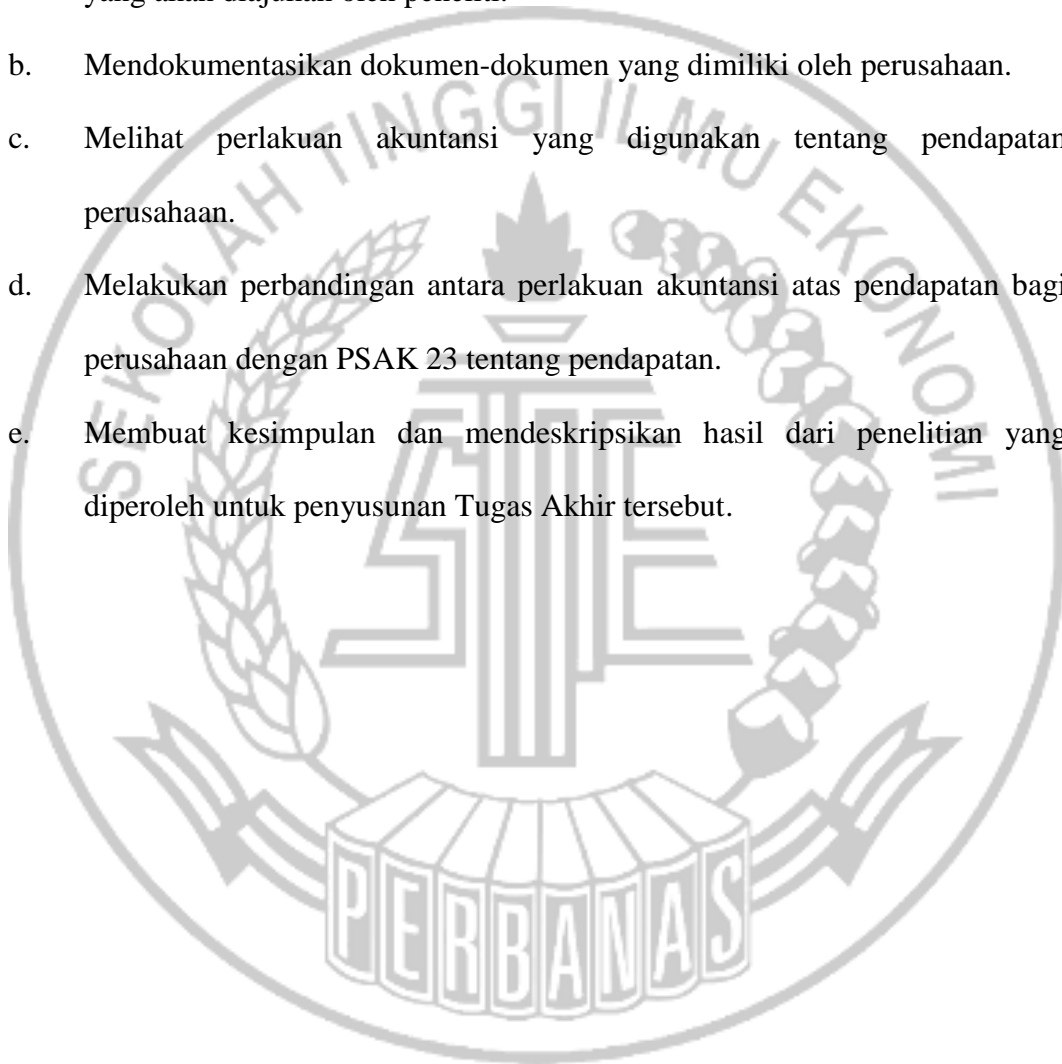 yang akan diajukan oleh peneliti.
b. Mendokumentasikan dokumen-dokumen yang dimiliki oleh perusahaan.
c. Melihat perlakuan akuntansi yang digunakan tentang pendapatan
perusahaan.
d. Melakukan perbandingan antara perlakuan akuntansi atas pendapatan bagi
perusahaan dengan PSAK 23 tentang pendapatan.
e. Membuat kesimpulan dan mendeskripsikan hasil dari penelitian yang
diperoleh untuk penyusunan Tugas Akhir tersebut.
SEKOLAH TINGGI ILMU EKONOMI
PERBANAS